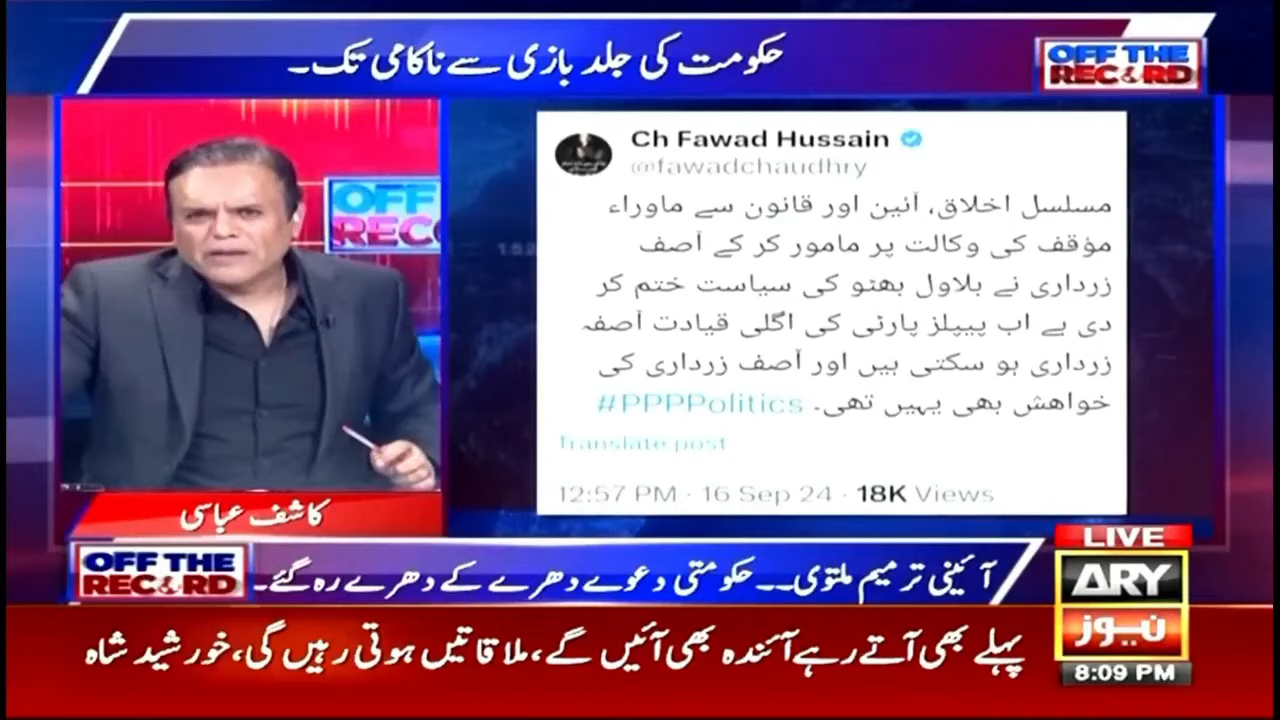 حکومت کی جلد بازی سے ناکامی تک۔
OFF THE
RECORD
OFF THE
REC
Ch Fawad Hussain
@fawadchaudhry
مسلسل اخلاق، آئین اور قانون سے ماوراء
مؤقف کی وکالت پر مامور کر کے آصف
زرداری نے بلاول بھٹو کی سیاست ختم کر
دی ہے اب پیپلز پارٹی کی اگلی قیادت آصفہ
زرداری ہو سکتی ہیں اور آصف زرداری کی
خواھش بھی یہیں تھی۔ #PPPPolitics
Translate post
12:57 PM · 16 Sep 24 · 18K Views
کاشف عباسی
OFF THE
RECORD
آئینی ترمیم ملتوی۔۔ حکومتی دعوے دھرے کے دھرے رہ گئے۔
LIVE
ARY
نیوز
8:09 PM
پہلے بھی آتے رہے آئندہ بھی آئیں گے، ملاقاتیں ہوتی رہیں گی، خورشید شاہ